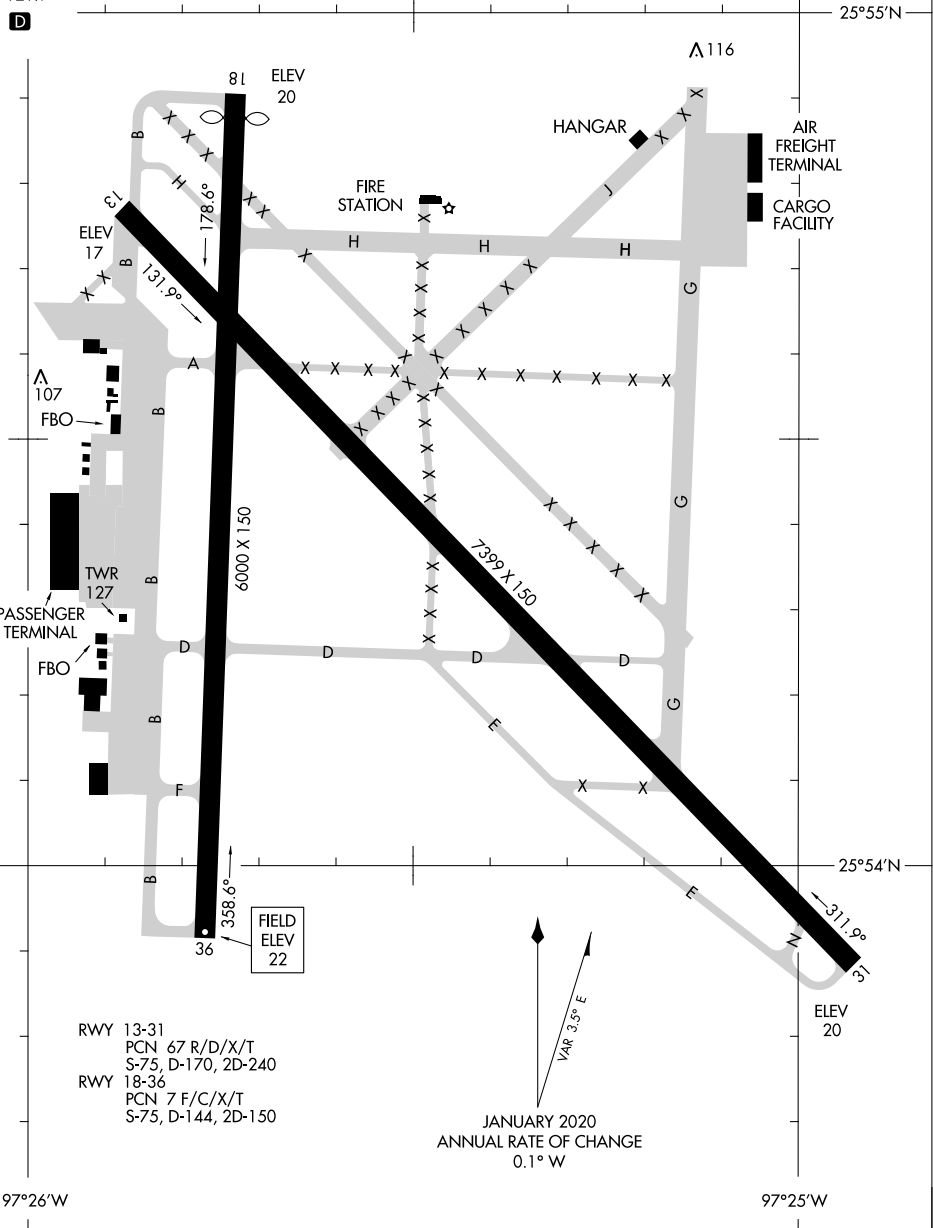 D
25°55'N
18
ELEV
20
116
HANGAR
AIR
FREIGHT
TERMINAL
CARGO
FACILITY
FIRE
STATION
B
H
J
13
ELEV
17
B
178.6°
131.9°
H
H
H
G
A
107
FBO
B
6000 X 150
7399 X 150
G
TWR
127
B
PASSENGER
TERMINAL
FBO
D
D
D
D
G
B
E
F
25°54'N
B
358.6°
E
311.9°
N
36
FIELD
ELEV
22
31
ELEV
20
VAR 3.5° E
RWY 13-31
PCN 67 R/D/X/T
S-75, D-170, 2D-240
RWY 18-36
PCN 7 F/C/X/T
S-75, D-144, 2D-150
JANUARY 2020
ANNUAL RATE OF CHANGE
0.1° W
97°26'W
97°25'W